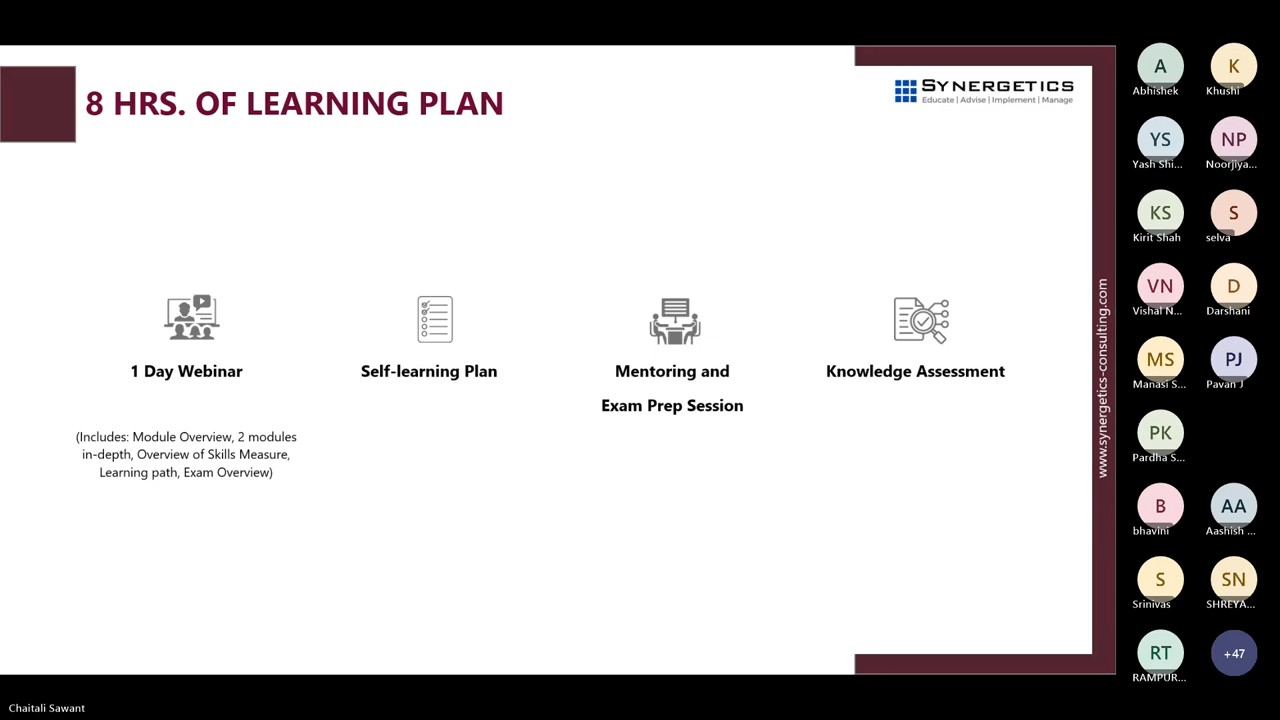 8 HRS. OF LEARNING PLAN
SYNERGETICS
Educate | Advise | Implement | Manage
1 Day Webinar
(Includes: Module Overview, 2 modules
in-depth, Overview of Skills Measure,
Learning path, Exam Overview)
Self-learning Plan
Mentoring and
Exam Prep Session
Knowledge Assessment
www.synergetics-consulting.com
A
Abhishek
K
Khushi
YS
Yash Shi...
NP
Noorjiya...
KS
Kirit Shah
S
selva
VN
Vishal N...
D
Darshani
MS
Manasi S...
PJ
Pavan J
PK
Pardha S...
B
bhavini
AA
Aashish ...
S
Srinivas
SN
SHREYA...
RT
RAMPUR...
+47
Chaitali Sawant